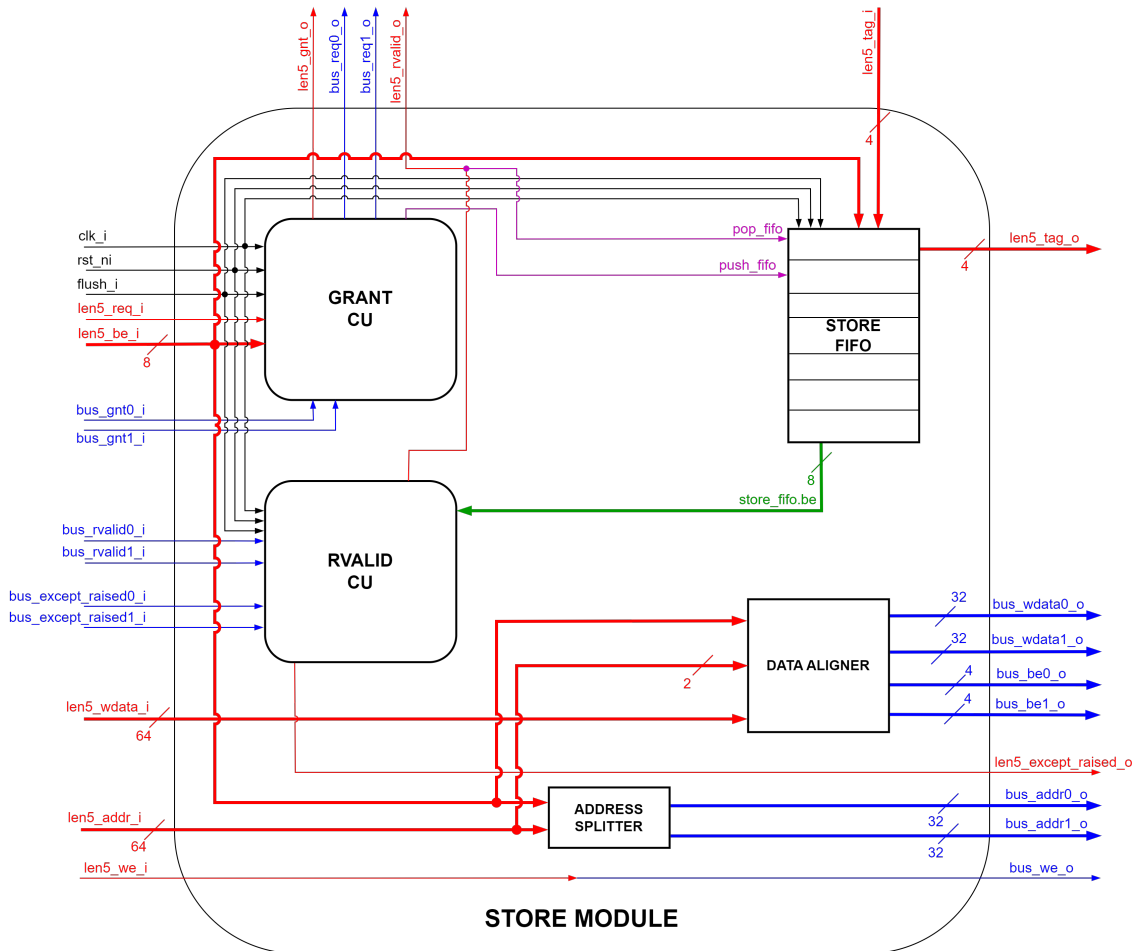 len5_gnt_o
bus_req0_o
bus_req1_o
len5_rvalid_o
len5_tag_i
4
clk_i
rst_ni
flush_i
len5_req_i
len5_be_i
8
GRANT
CU
pop_fifo
push_fifo
STORE
FIFO
len5_tag_o
4
bus_gnt0_i
bus_gnt1_i
8
store_fifo.be
bus_rvalid0_i
bus_rvalid1_i
bus_except_raised0_i
bus_except_raised1_i
RVALID
CU
DATA ALIGNER
2
32
bus_wdata0_o
32
bus_wdata1_o
4
bus_be0_o
4
bus_be1_o
len5_wdata_i
64
len5_except_raised_o
len5_addr_i
64
ADDRESS
SPLITTER
bus_addr0_o
32
bus_addr1_o
32
len5_we_i
bus_we_o
STORE MODULE